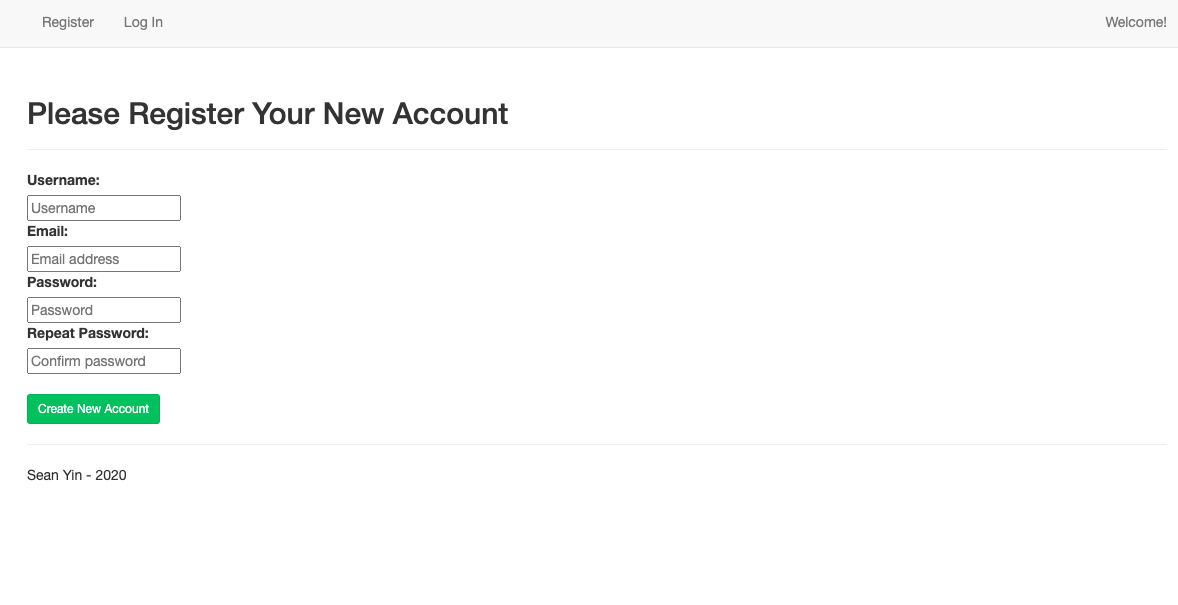 Register Log In Welcome!
Please Register Your New Account
Username:
Username
Email:
Email address
Password:
Password
Repeat Password:
Confirm password
Create New Account
Sean Yin - 2020